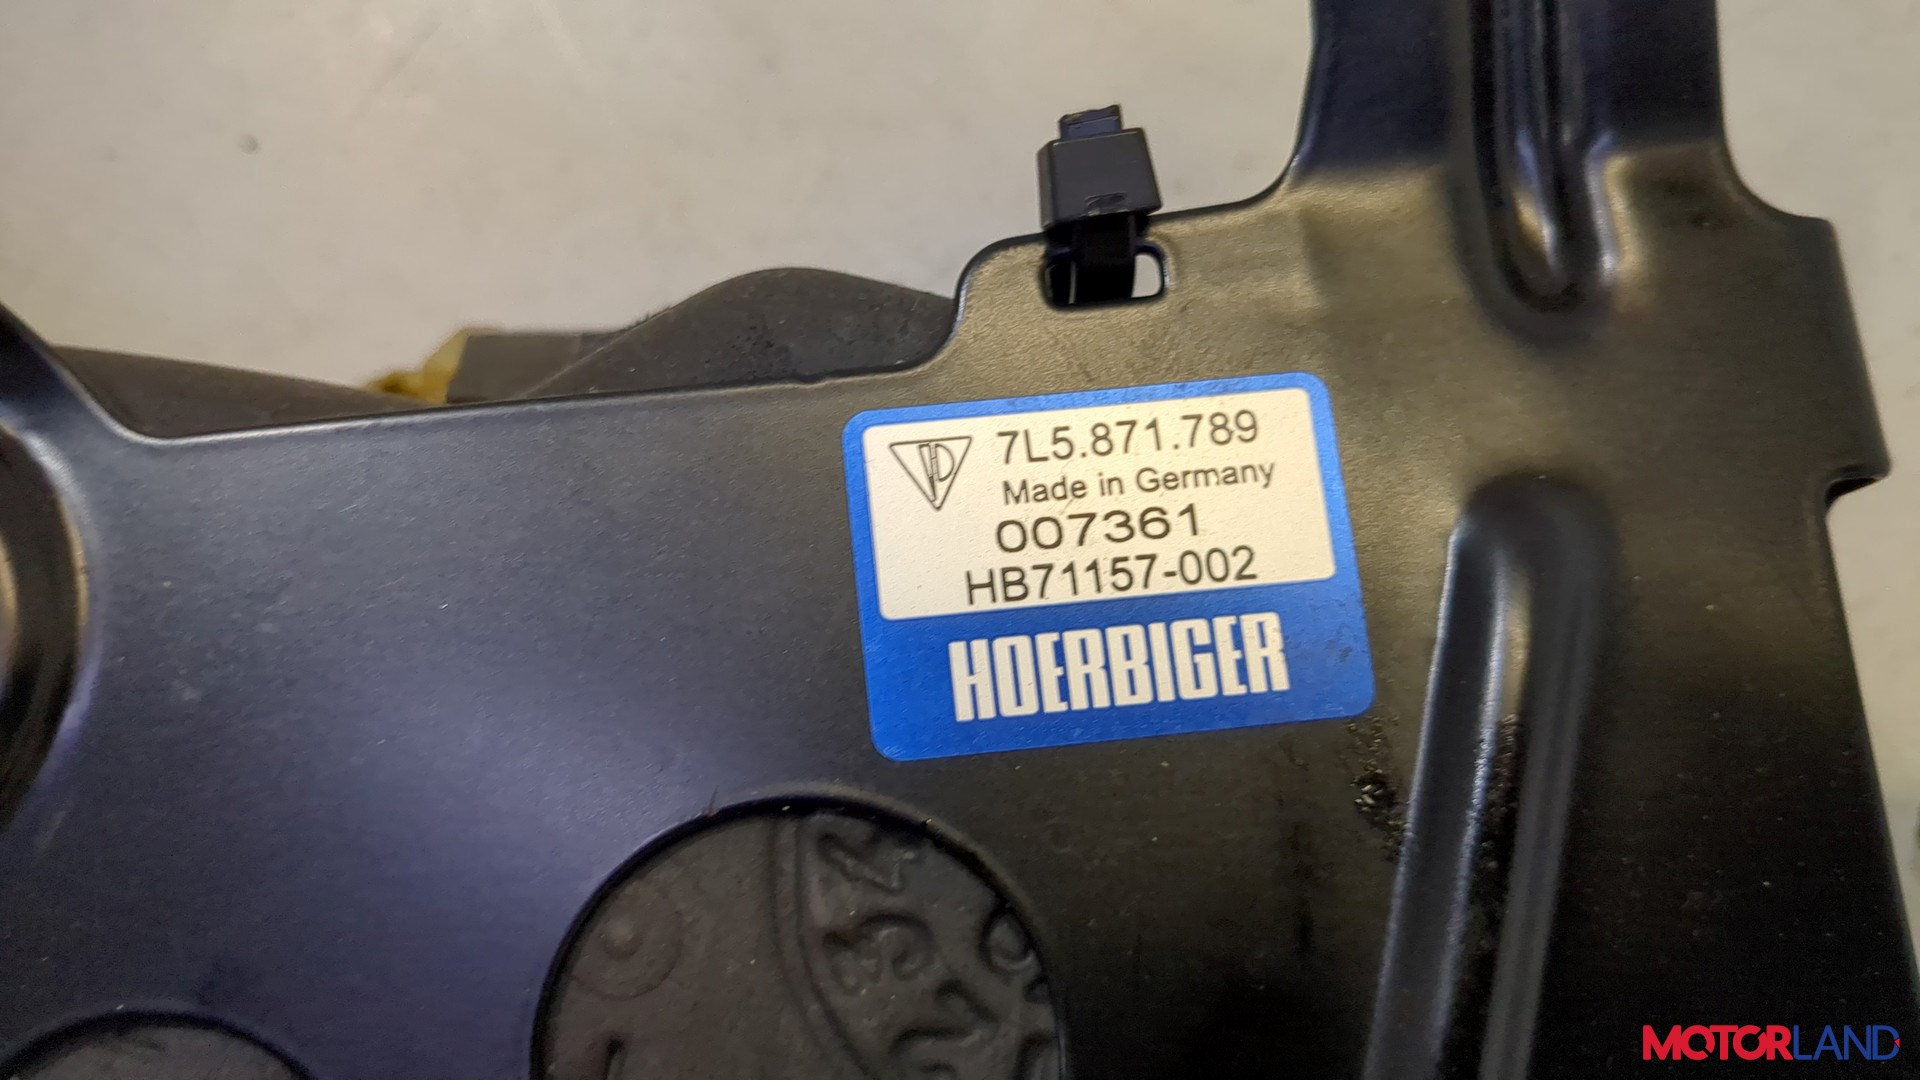 7L5.871.789
Made in Germany
007361
HB71157-002
HOERBIGER
MOTORLAND